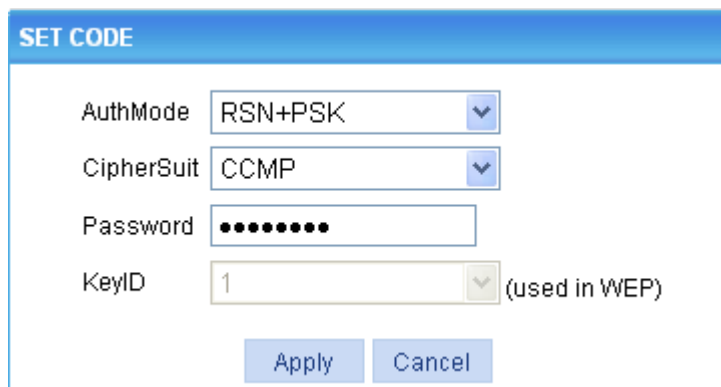 SET CODE
AuthMode RSN+PSK
CipherSuit CCMP
Password ••••••••
KeyID 1 (used in WEP)
Apply Cancel